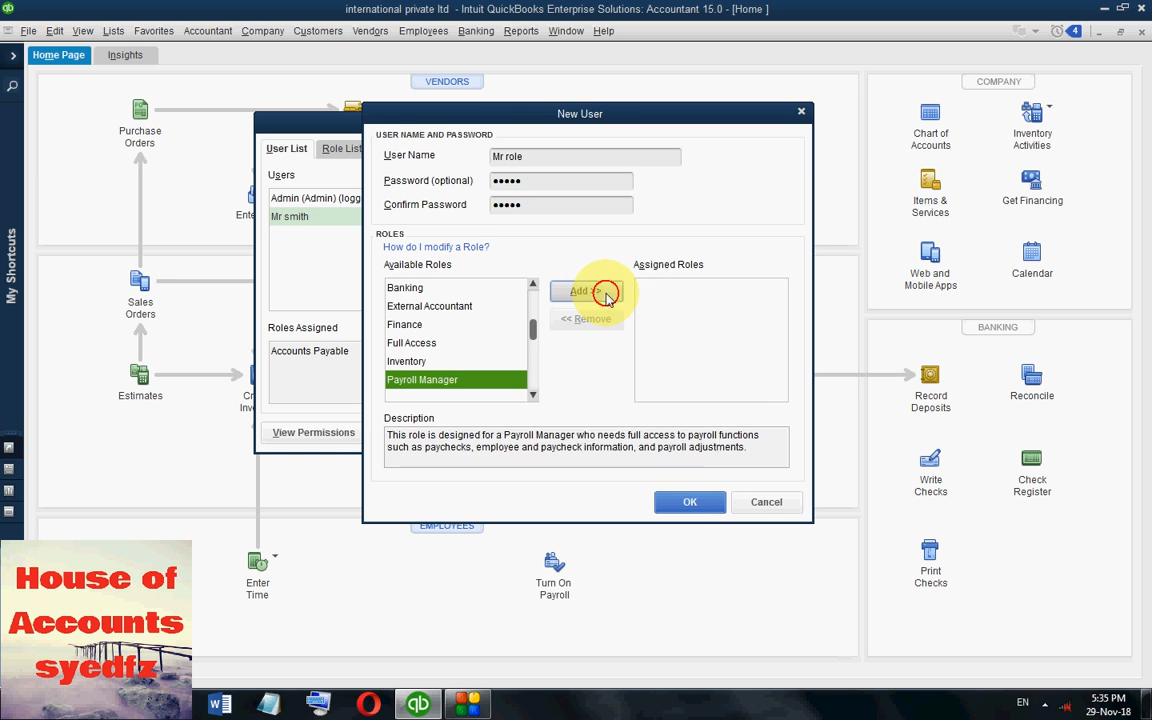 international private ltd - Intuit QuickBooks Enterprise Solutions: Accountant 15.0 - [Home ]
File Edit View Lists Favorites Accountant Company Customers Vendors Employees Banking Reports Window Help
4
Home Page Insights
My Shortcuts
VENDORS
COMPANY
Purchase
Orders
Chart of
Accounts
Inventory
Activities
Items &
Services
Get Financing
Web and
Mobile Apps
Calendar
Sales
Orders
Estimates
BANKING
Record
Deposits
Reconcile
Write
Checks
Check
Register
Print
Checks
EMPLOYEES
Enter
Time
Turn On
Payroll
User List Role List
Users
Admin (Admin) (logg
Mr smith
Roles Assigned
Accounts Payable
View Permissions
New User
USER NAME AND PASSWORD
User Name Mr role
Password (optional) •••••
Confirm Password •••••
ROLES
How do I modify a Role?
Available Roles
Assigned Roles
Banking
External Accountant
Finance
Full Access
Inventory
Payroll Manager
Add >>
<< Remove
Description
This role is designed for a Payroll Manager who needs full access to payroll functions
such as paychecks, employee and paycheck information, and payroll adjustments.
OK Cancel
House of
Accounts
syedfz
EN
5:35 PM
29-Nov-18